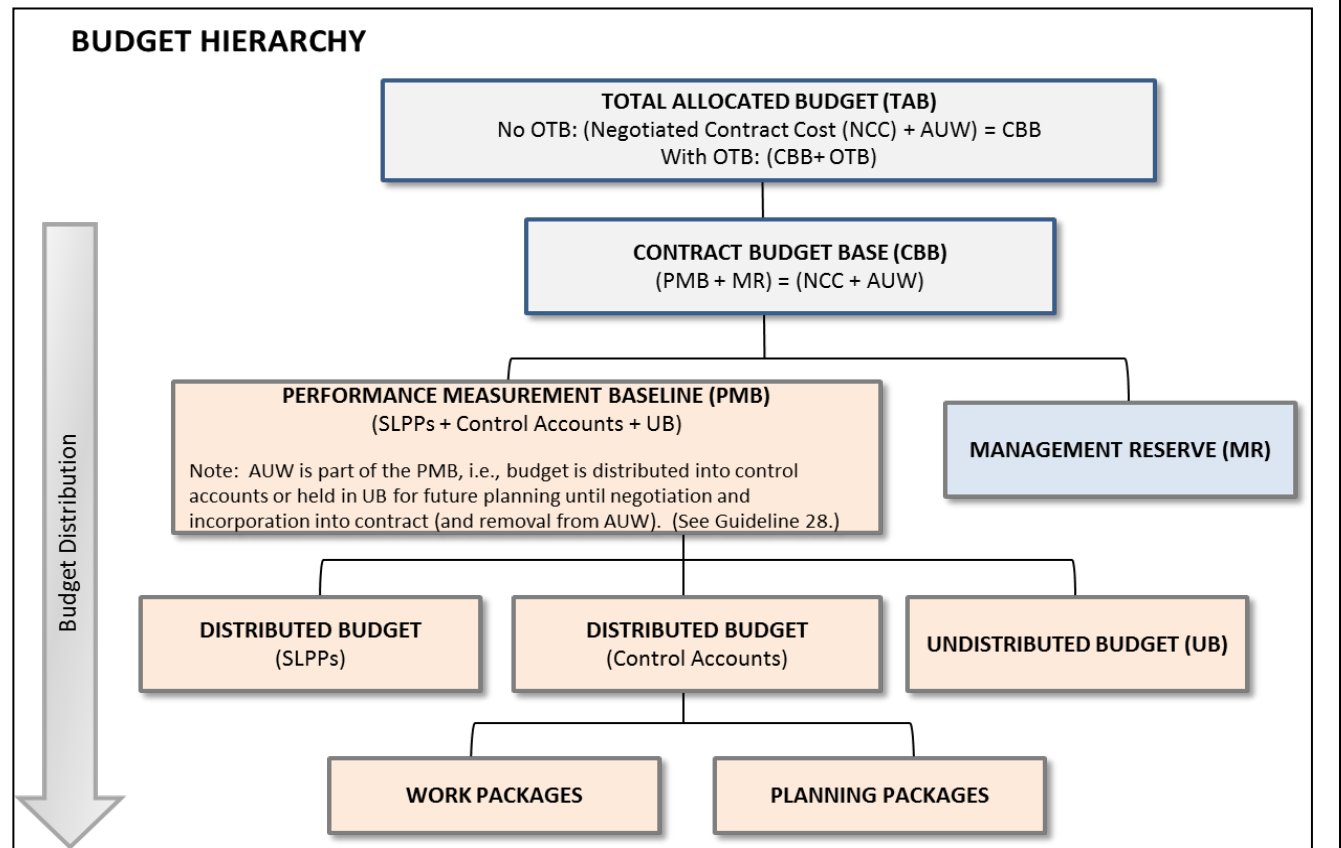 BUDGET HIERARCHY
TOTAL ALLOCATED BUDGET (TAB)
No OTB: (Negotiated Contract Cost (NCC) + AUW) = CBB
With OTB: (CBB+ OTB)
CONTRACT BUDGET BASE (CBB)
(PMB + MR) = (NCC + AUW)
PERFORMANCE MEASUREMENT BASELINE (PMB)
(SLPPs + Control Accounts + UB)
Note: AUW is part of the PMB, i.e., budget is distributed into control
accounts or held in UB for future planning until negotiation and
incorporation into contract (and removal from AUW). (See Guideline 28.)
MANAGEMENT RESERVE (MR)
Budget Distribution
DISTRIBUTED BUDGET
(SLPPs)
DISTRIBUTED BUDGET
(Control Accounts)
UNDISTRIBUTED BUDGET (UB)
WORK PACKAGES
PLANNING PACKAGES